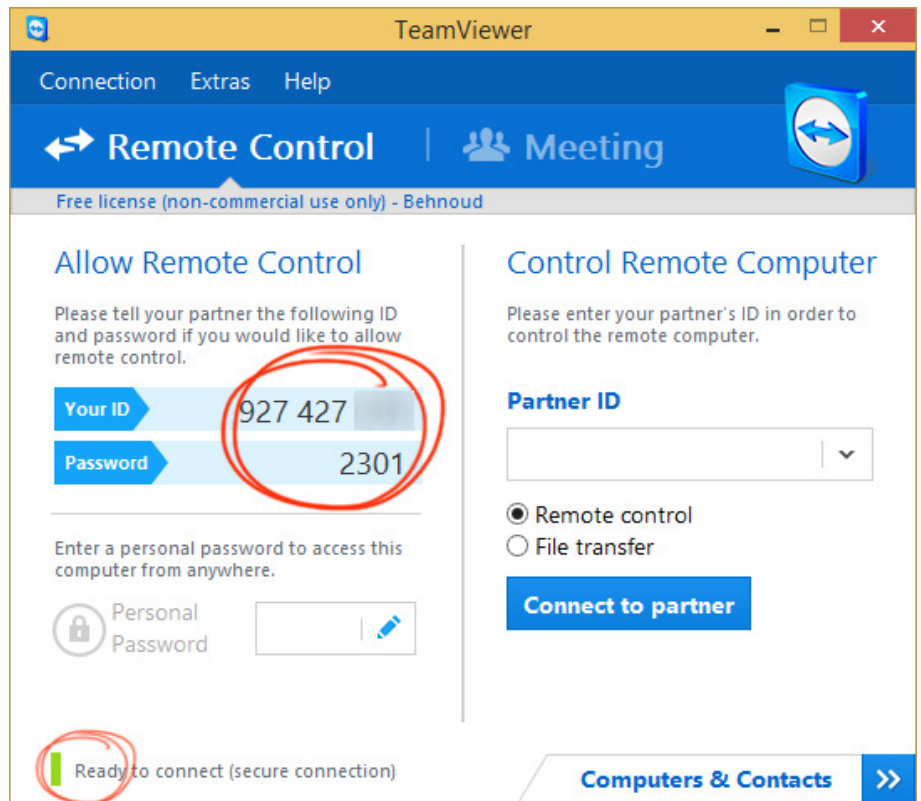 TeamViewer
Connection Extras Help
Remote Control Meeting
Free license (non-commercial use only) - Behnoud
Allow Remote Control
Please tell your partner the following ID
and password if you would like to allow
remote control.
Your ID 927 427
Password 2301
Enter a personal password to access this
computer from anywhere.
Personal
Password
Ready to connect (secure connection)
Control Remote Computer
Please enter your partner's ID in order to
control the remote computer.
Partner ID
Remote control
File transfer
Connect to partner
Computers & Contacts